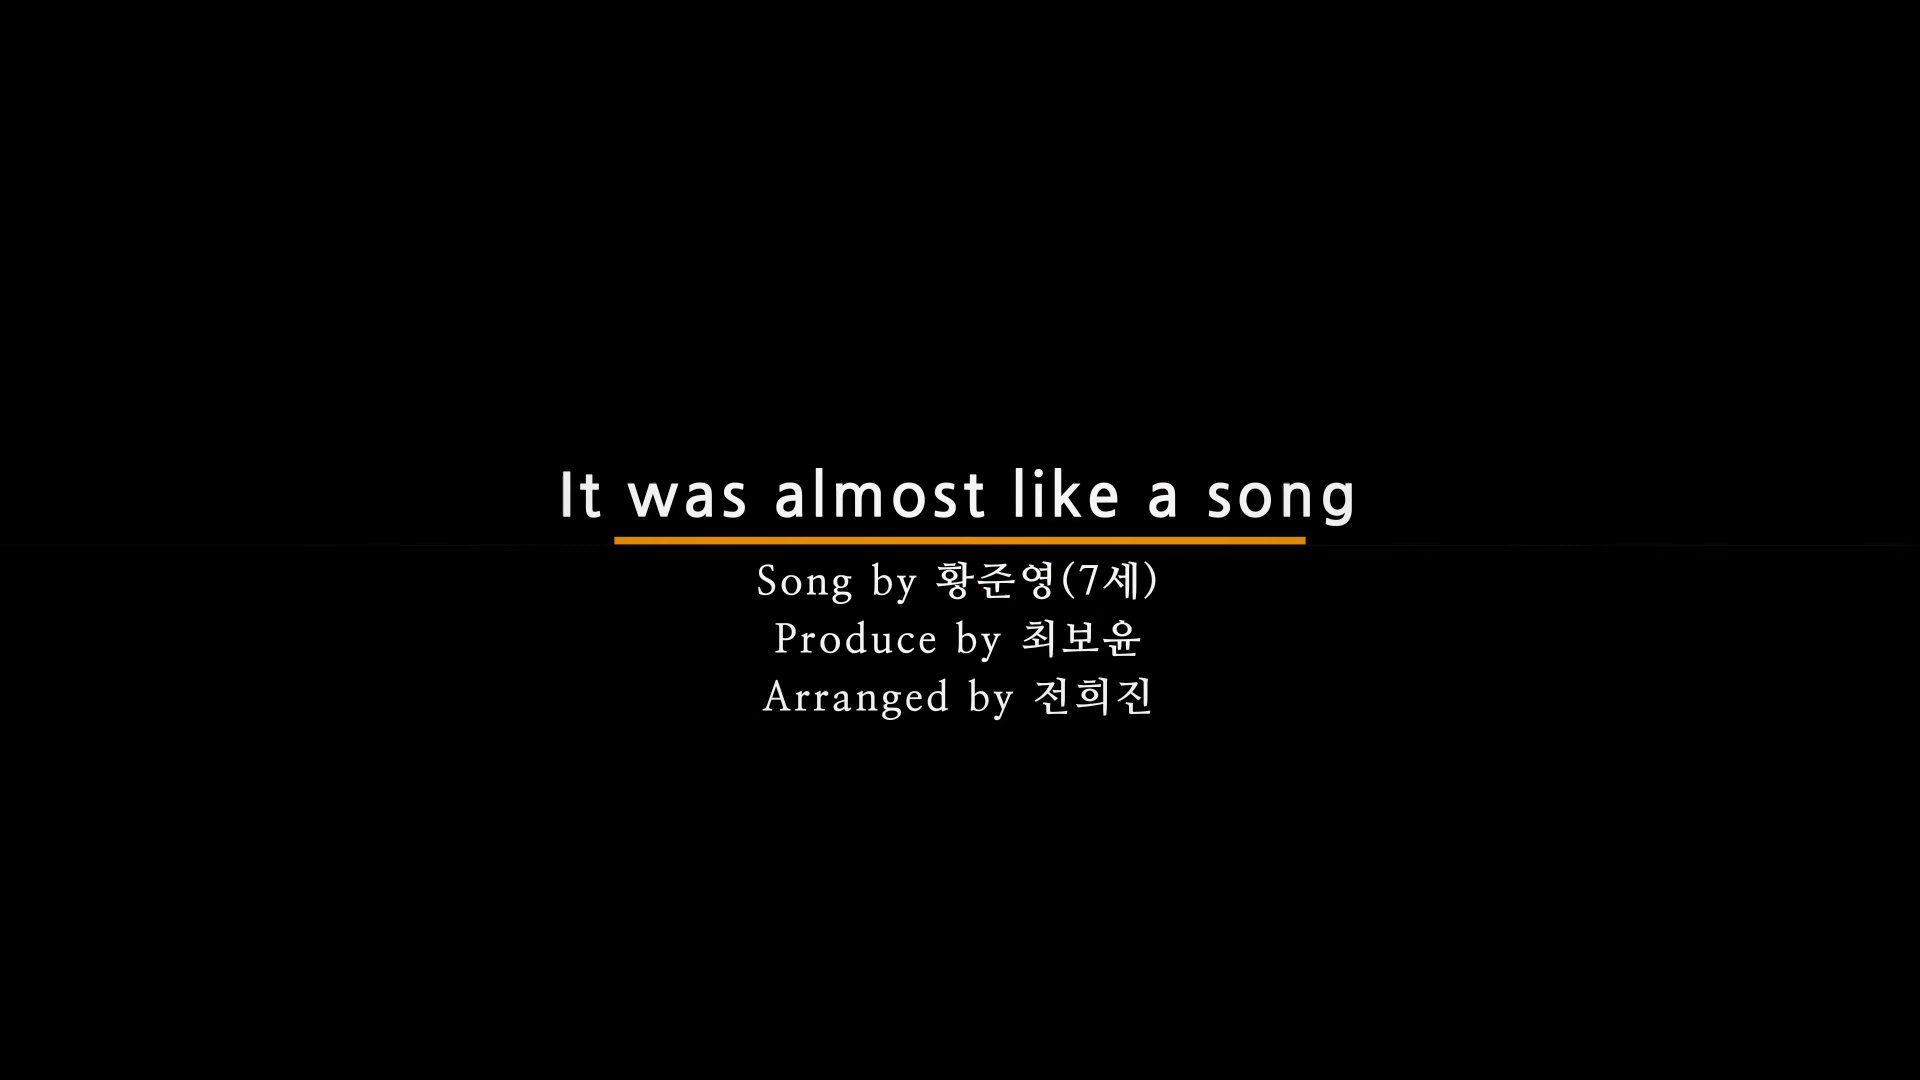 It was almost like a song
Song by 황준영(7세)
Produce by 최보윤
Arranged by 전희진